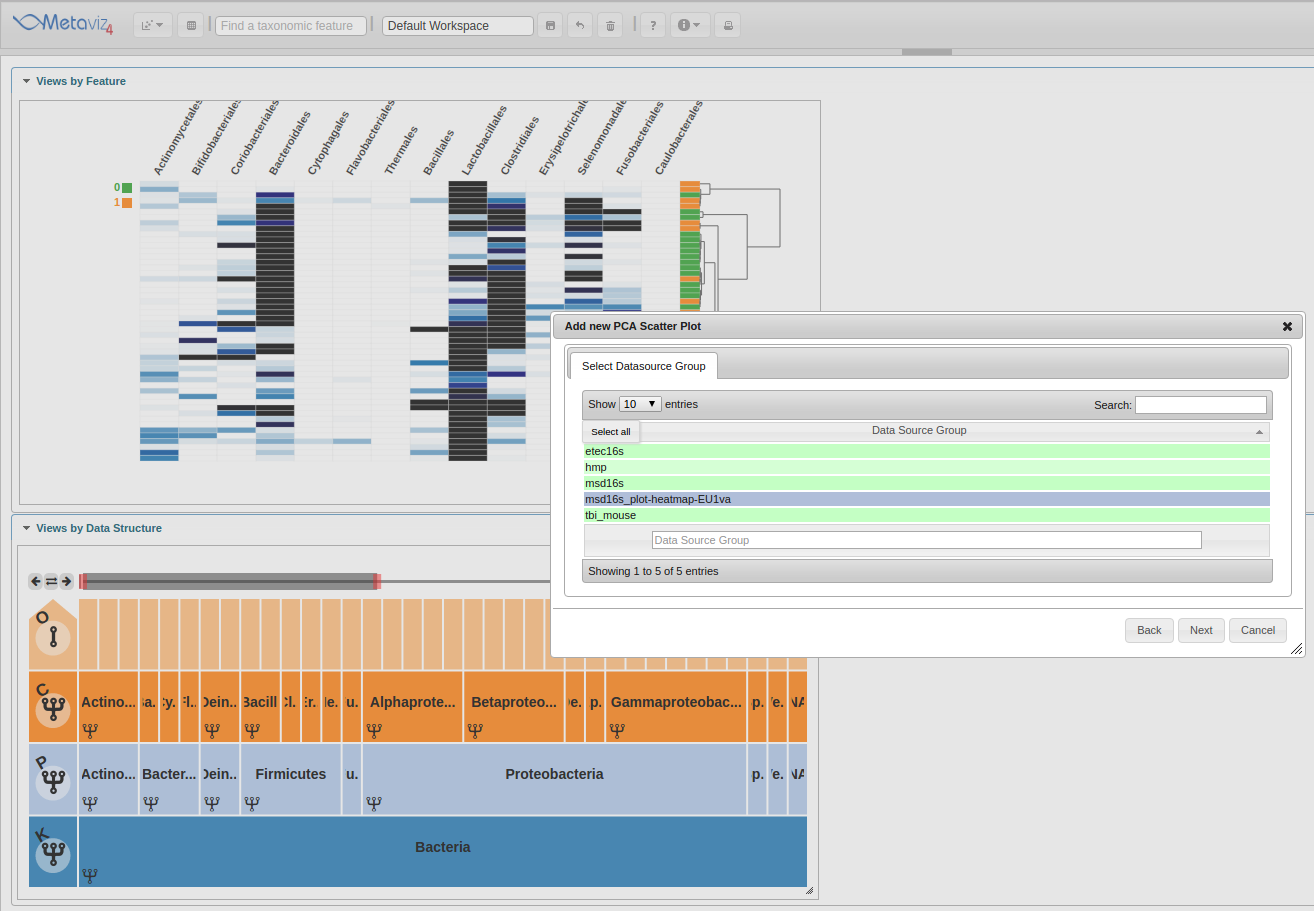 Metaviz 4
Find a taxonomic feature
Default Workspace
?
Views by Feature
Actinomycetales
Bifidobacteriales
Coriobacteriales
Bacteroidales
Cytophagales
Flavobacteriales
Thermales
Bacillales
Lactobacillales
Clostridiales
Erysipelotrichale
Selenomonadale
Fusobacteriales
Caulobacterales
0
1
Add new PCA Scatter Plot
Select Datasource Group
Show 10 entries
Search:
Select all
Data Source Group
etec16s
hmp
msd16s
msd16s_plot-heatmap-EU1va
tbi_mouse
Data Source Group
Showing 1 to 5 of 5 entries
Back Next Cancel
Views by Data Structure
O
C
Actino... a. Cy. Fl.. Dein.. Bacill Cl. Er. u. Alphaprote... Betaproteo... p. Gammaproteobac... p. e. NA
P
Actino... Bacter... Dein.. Firmicutes u. Proteobacteria p. e. NA
K
Bacteria